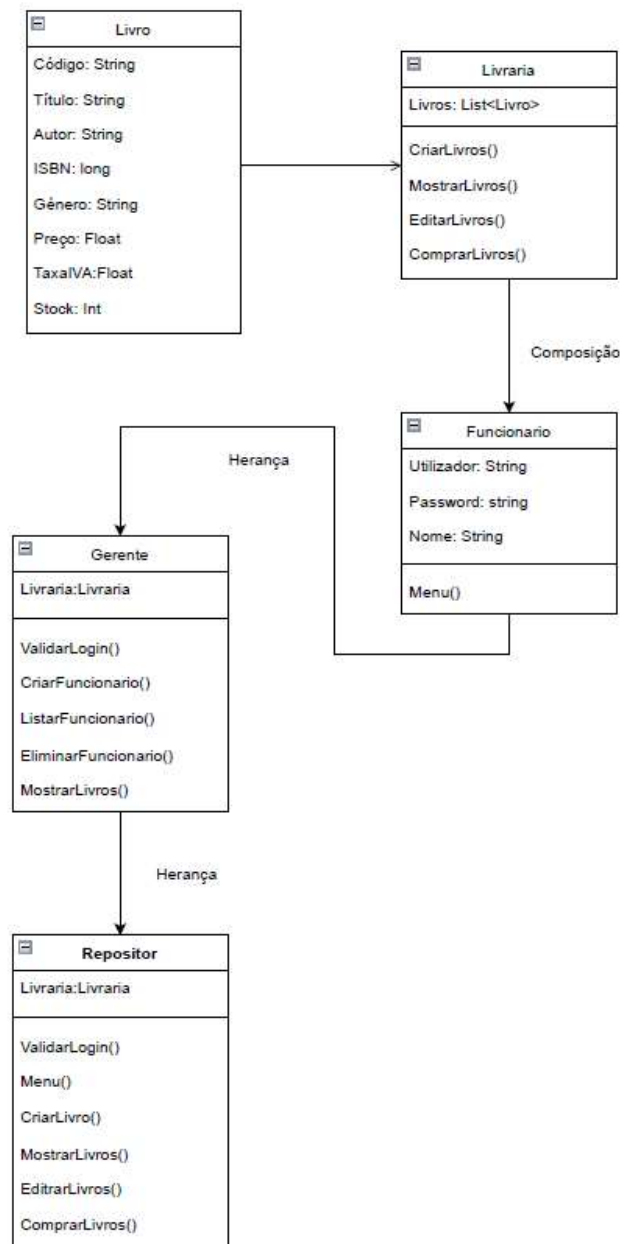 Livro
Código: String
Título: String
Autor: String
ISBN: long
Gênero: String
Preço: Float
TaxaIVA:Float
Stock: Int
Livraria
Livros: List<Livro>
CriarLivros()
MostrarLivros()
EditarLivros()
ComprarLivros()
Composição
Funcionario
Utilizador: String
Password: string
Nome: String
Menu()
Herança
Gerente
Livraria:Livraria
ValidarLogin()
CriarFuncionario()
ListarFuncionario()
EliminarFuncionario()
MostrarLivros()
Herança
Repositor
Livraria:Livraria
ValidarLogin()
Menu()
CriarLivro()
MostrarLivros()
EditrarLivros()
ComprarLivros()